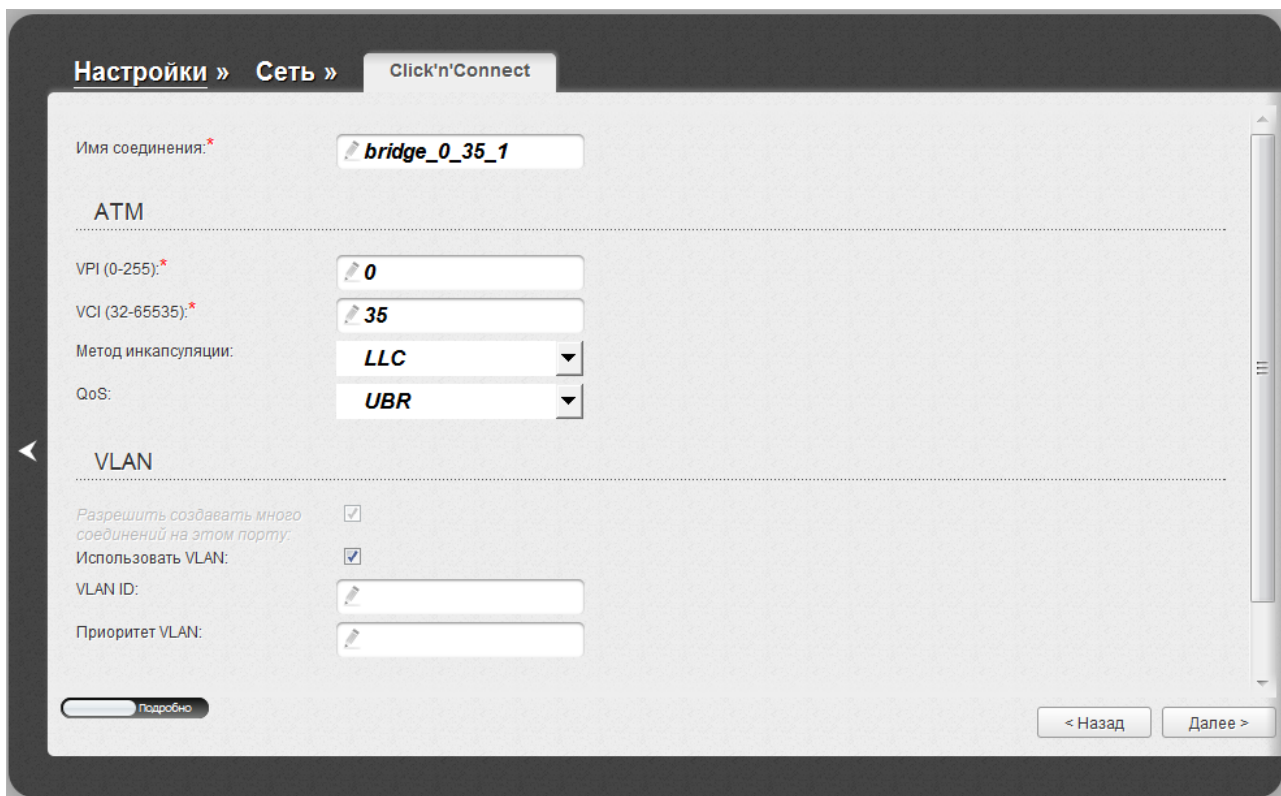 Настройки » Сеть » Click'n'Connect
Имя соединения:* bridge_0_35_1
ATM
VPI (0-255):* 0
VCI (32-65535):* 35
Метод инкапсуляции: LLC
QoS: UBR
VLAN
Разрешить создавать много
соединений на этом порту:
Использовать VLAN:
VLAN ID:
Приоритет VLAN:
Подробно
< Назад Далее >